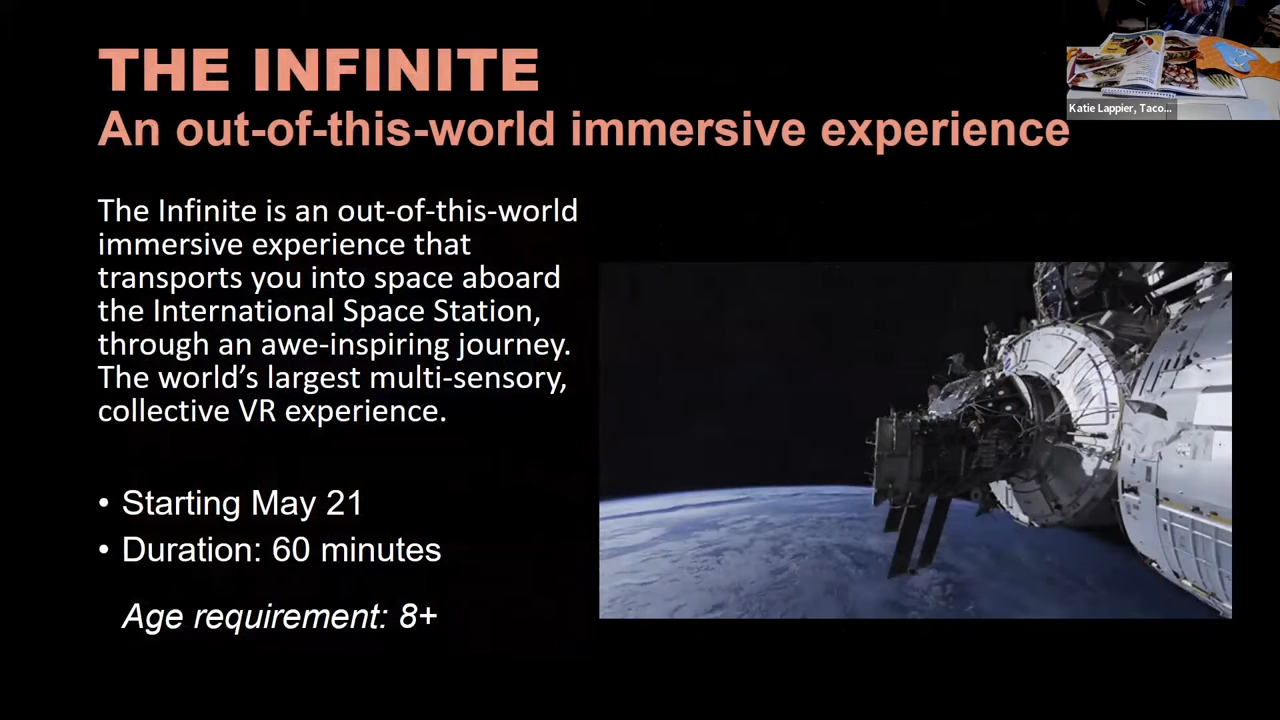 THE INFINITE
An out-of-this-world immersive experience
Katie Lappier, Taco...
The Infinite is an out-of-this-world
immersive experience that
transports you into space aboard
the International Space Station,
through an awe-inspiring journey.
The world's largest multi-sensory,
collective VR experience.
• Starting May 21
• Duration: 60 minutes
Age requirement: 8+